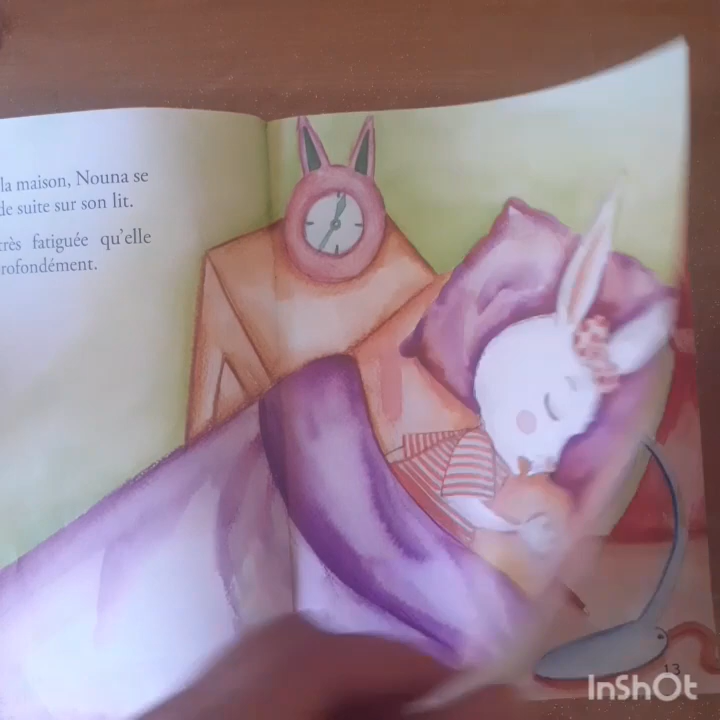 la maison, Nouna se
de suite sur son lit.
très fatiguée qu'elle
rofondément.
13
InShOt